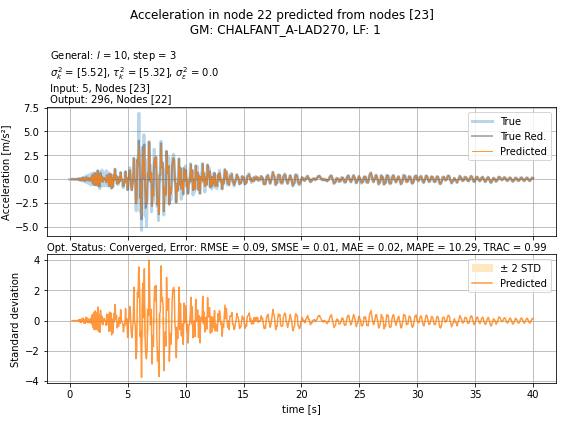 Acceleration in node 22 predicted from nodes [23]
GM: CHALFANT_A-LAD270, LF: 1
General: l = 10, step = 3
σ²ₖ = [5.52], τ²ₖ = [5.32], σ²ε = 0.0
Input: 5, Nodes [23]
Output: 296, Nodes [22]
7.5
5.0
2.5
0.0
−2.5
−5.0
Acceleration [m/s²]
True
True Red.
Predicted
Opt. Status: Converged, Error: RMSE = 0.09, SMSE = 0.01, MAE = 0.02, MAPE = 10.29, TRAC = 0.99
4
2
0
−2
−4
Standard deviation
± 2 STD
Predicted
0 5 10 15 20 25 30 35 40
time [s]